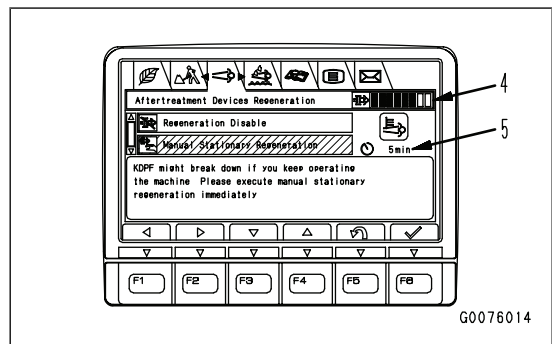 4
Aftertreatment Devices Regeneration
5
Regeneration Disable
Manual Stationary Regeneration
5min
KDPF might break down if you keep operating
the machine Please execute manual stationary
regeneration immediately
F1 F2 F3 F4 F5 F6
G0076014